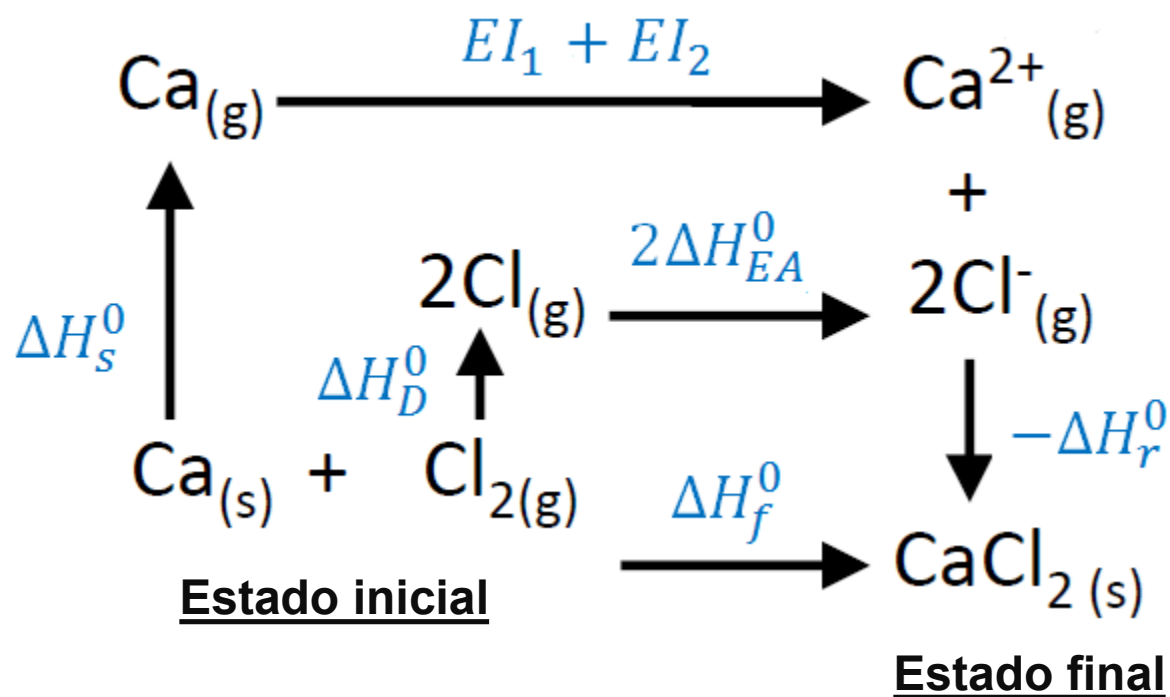 EI₁ + EI₂
Ca(g) Ca²⁺(g)
+
2Cl(g) 2ΔH⁰EA 2Cl⁻(g)
ΔH⁰s ΔH⁰D −ΔH⁰r
Ca(s) + Cl₂(g) ΔH⁰f CaCl₂ (s)
Estado inicial
Estado final